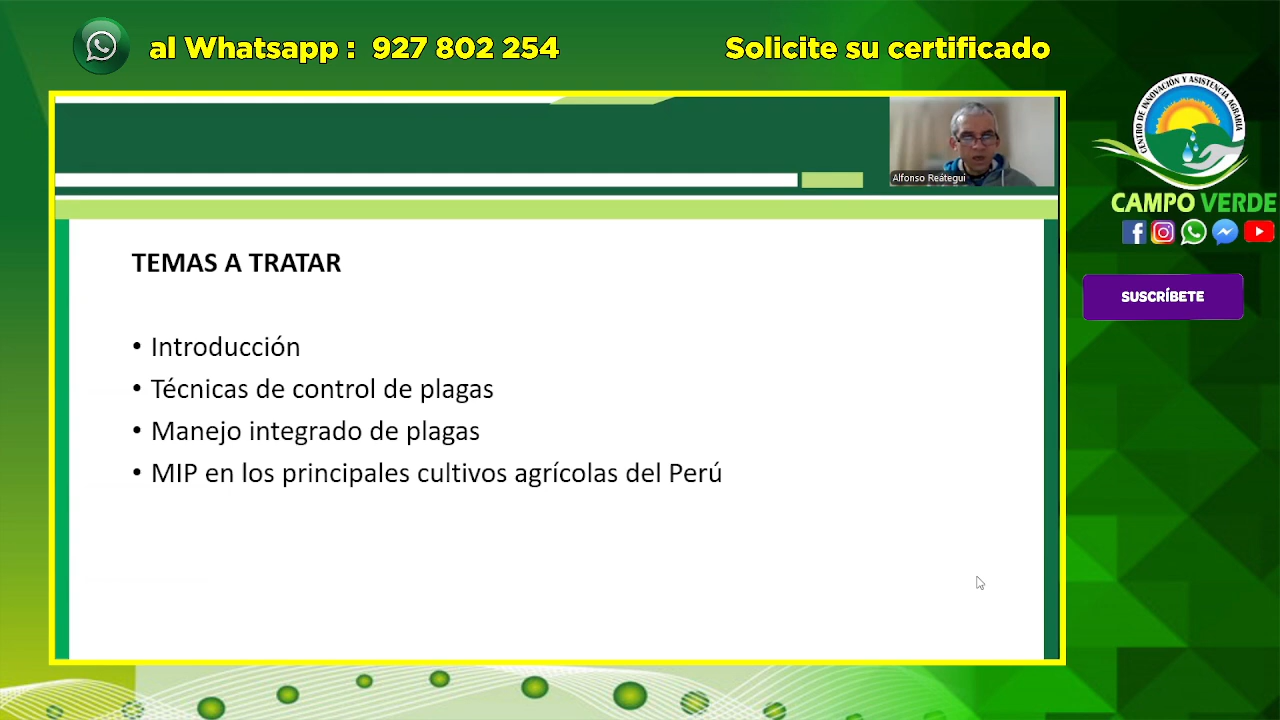 al Whatsapp : 927 802 254
Solicite su certificado
CENTRO DE INNOVACIÓN Y ASISTENCIA AGRARIA
CAMPO VERDE
SUSCRÍBETE
Alfonso Reátegui
TEMAS A TRATAR
• Introducción
• Técnicas de control de plagas
• Manejo integrado de plagas
• MIP en los principales cultivos agrícolas del Perú